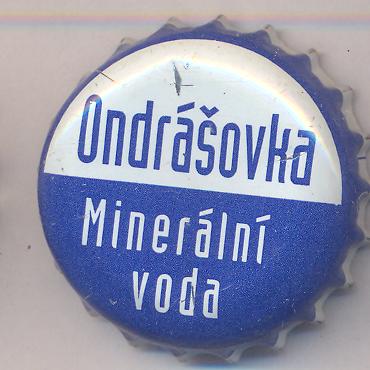 Ondrášovka
Minerální
voda